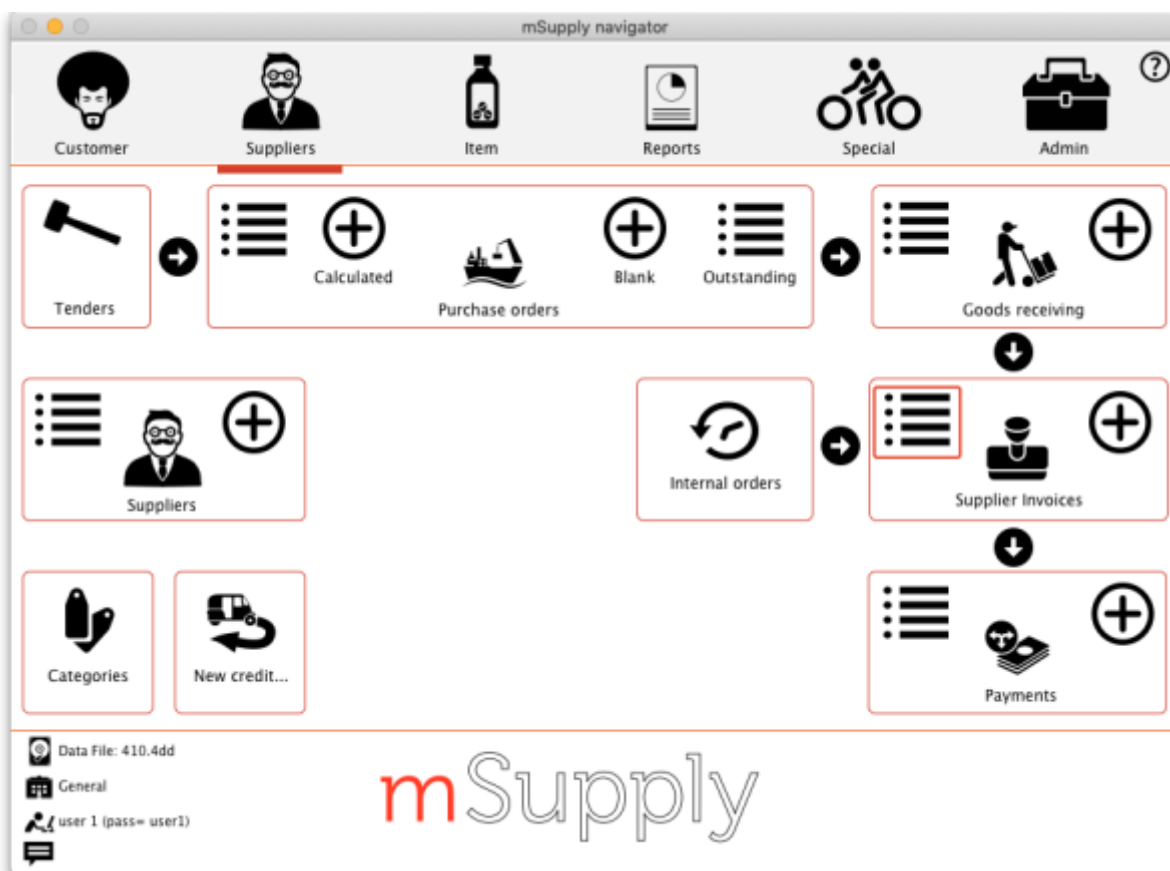 mSupply navigator
?
Customer
Suppliers
Item
Reports
Special
Admin
Tenders
Calculated
Blank
Outstanding
Purchase orders
Goods receiving
Suppliers
Internal orders
Supplier Invoices
Categories
New credit...
Payments
Data File: 410.4dd
General
user 1 (pass= user1)
mSupply